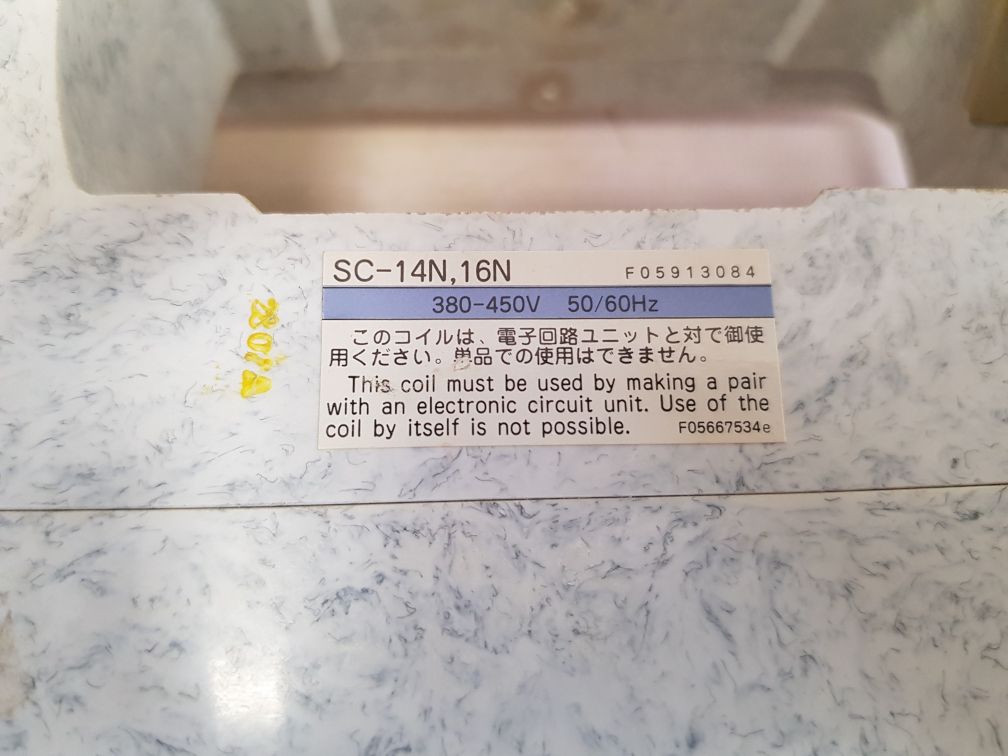 SC-14N,16N F05913084
380-450V 50/60Hz
このコイルは、電子回路ユニットと対で御使
用ください。単品での使用はできません。
This coil must be used by making a pair
with an electronic circuit unit. Use of the
coil by itself is not possible. F05667534e